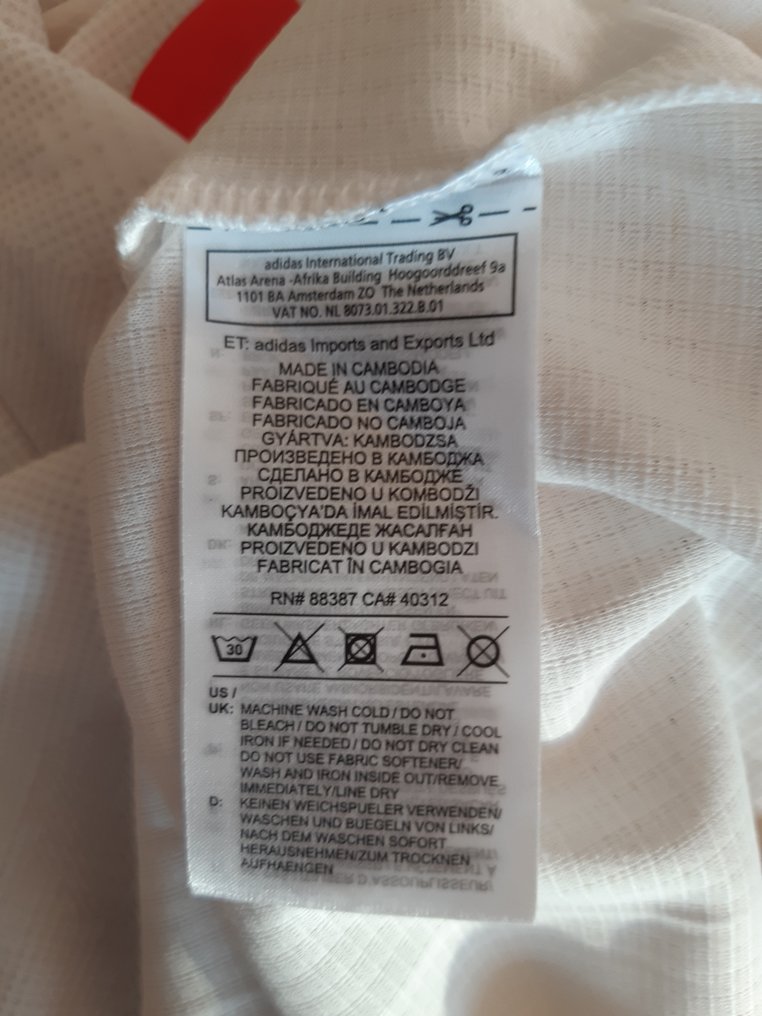 adidas International Trading BV
Atlas Arena -Afrika Building Hoogoorddreef 9a
1101 BA Amsterdam ZO The Netherlands
VAT NO. NL 8073.01.322.B.01
ET: adidas Imports and Exports Ltd
MADE IN CAMBODIA
FABRIQUÉ AU CAMBODGE
FABRICADO EN CAMBOYA
FABRICADO NO CAMBOJA
GYÁRTVA: KAMBODZSA
ПРОИЗВЕДЕНО В КАМБОДЖА
СДЕЛАНО В КАМБОДЖЕ
PROIZVEDENO U KOMBODŽI
KAMBOÇYA'DA İMAL EDİLMİŞTİR.
КАМБОДЖЕДЕ ЖАСАЛҒАН
PROIZVEDENO U KAMBODZI
FABRICAT ÎN CAMBOGIA
RN# 88387 CA# 40312
30
US /
UK: MACHINE WASH COLD / DO NOT
BLEACH / DO NOT TUMBLE DRY / COOL
IRON IF NEEDED / DO NOT DRY CLEAN
DO NOT USE FABRIC SOFTENER/
WASH AND IRON INSIDE OUT/REMOVE
IMMEDIATELY/LINE DRY
D: KEINEN WEICHSPUELER VERWENDEN/
WASCHEN UND BUEGELN VON LINKS/
NACH DEM WASCHEN SOFORT
HERAUSNEHMEN/ZUM TROCKNEN
AUFHAENGEN